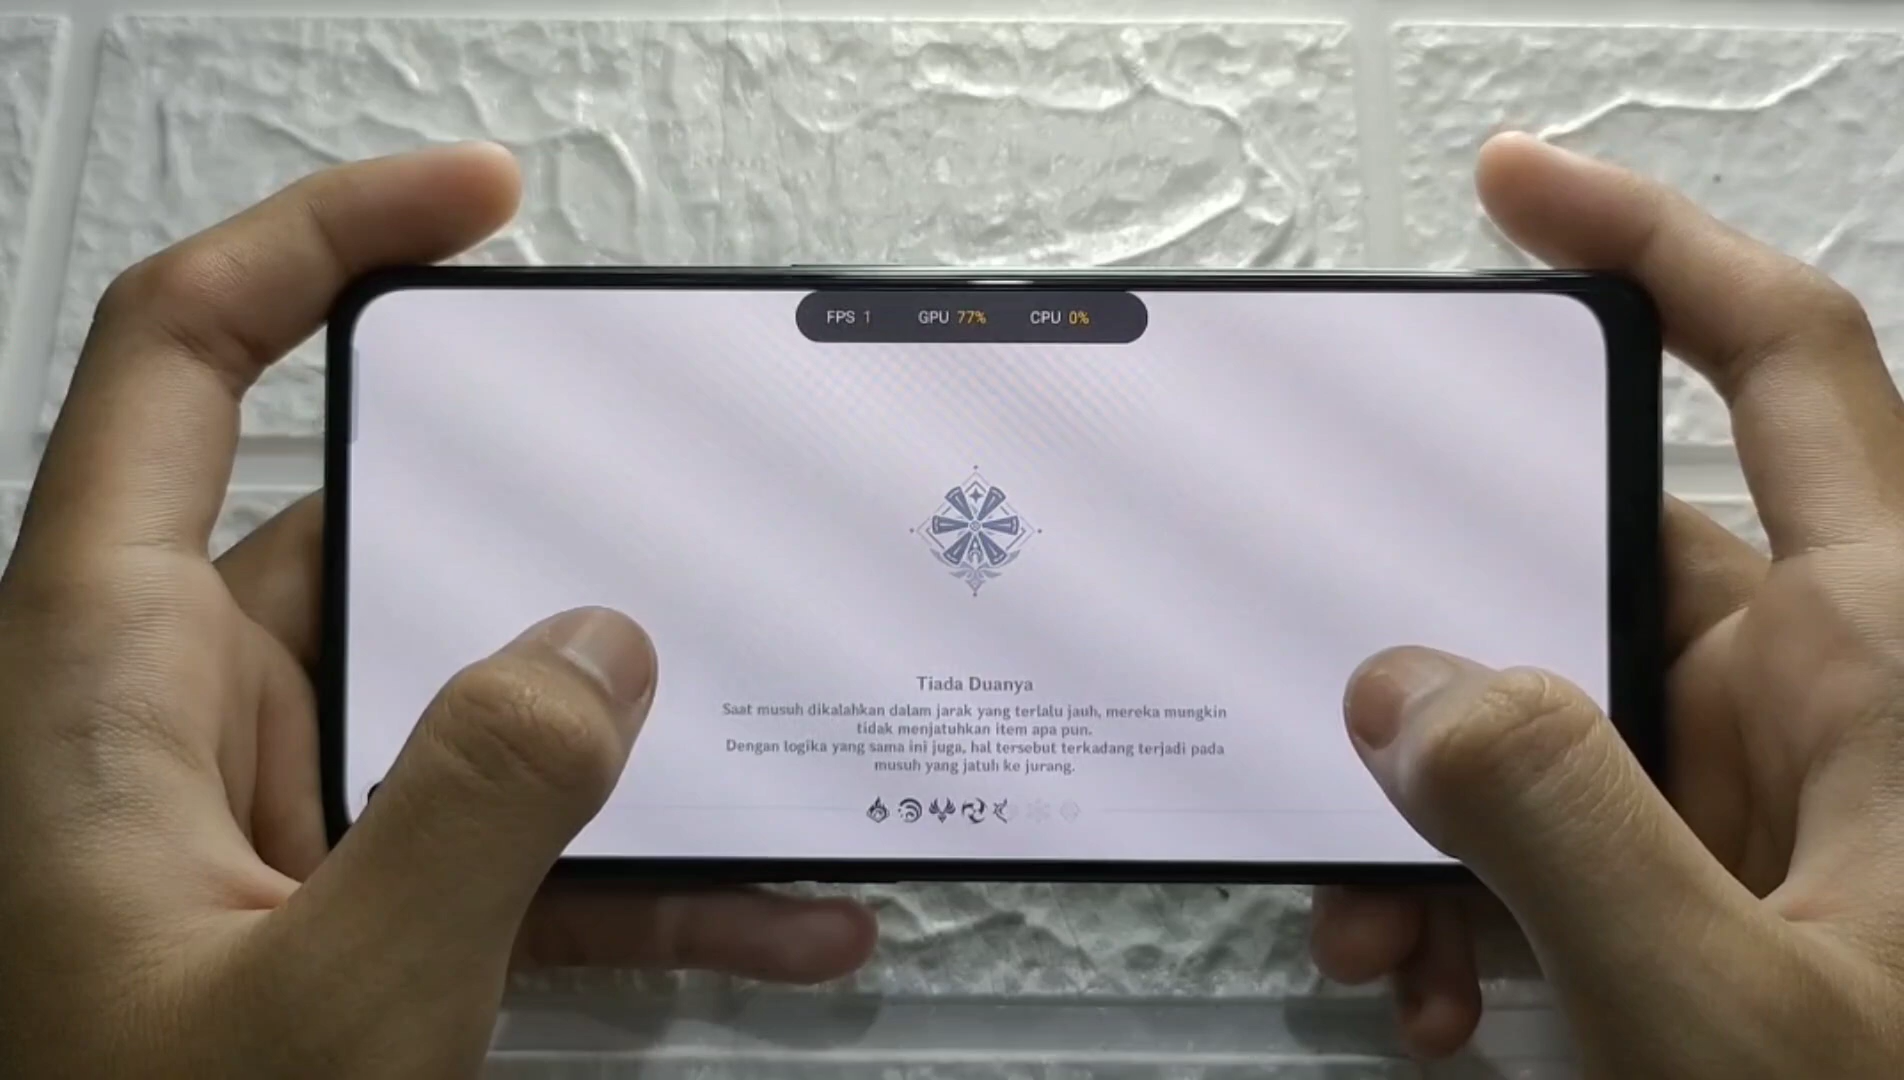 FPS 1 GPU 77% CPU 0%
Tiada Duanya
Saat musuh dikalahkan dalam jarak yang terlalu jauh, mereka mungkin
tidak menjatuhkan item apa pun.
Dengan logika yang sama ini juga, hal tersebut terkadang terjadi pada
musuh yang jatuh ke jurang.